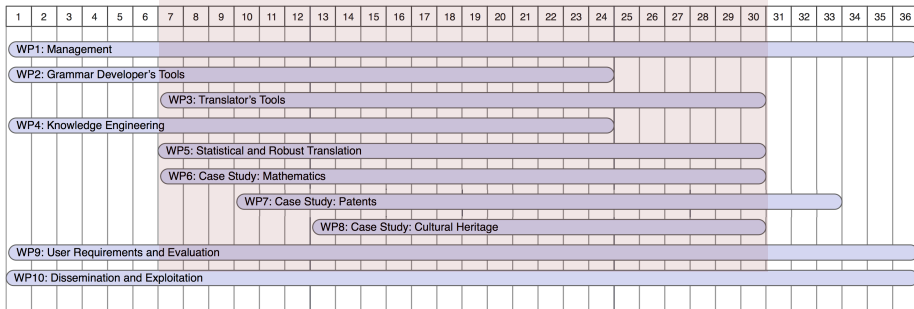 1 2 3 4 5 6 7 8 9 10 11 12 13 14 15 16 17 18 19 20 21 22 23 24 25 26 27 28 29 30 31 32 33 34 35 36
WP1: Management
WP2: Grammar Developer's Tools
WP3: Translator's Tools
WP4: Knowledge Engineering
WP5: Statistical and Robust Translation
WP6: Case Study: Mathematics
WP7: Case Study: Patents
WP8: Case Study: Cultural Heritage
WP9: User Requirements and Evaluation
WP10: Dissemination and Exploitation